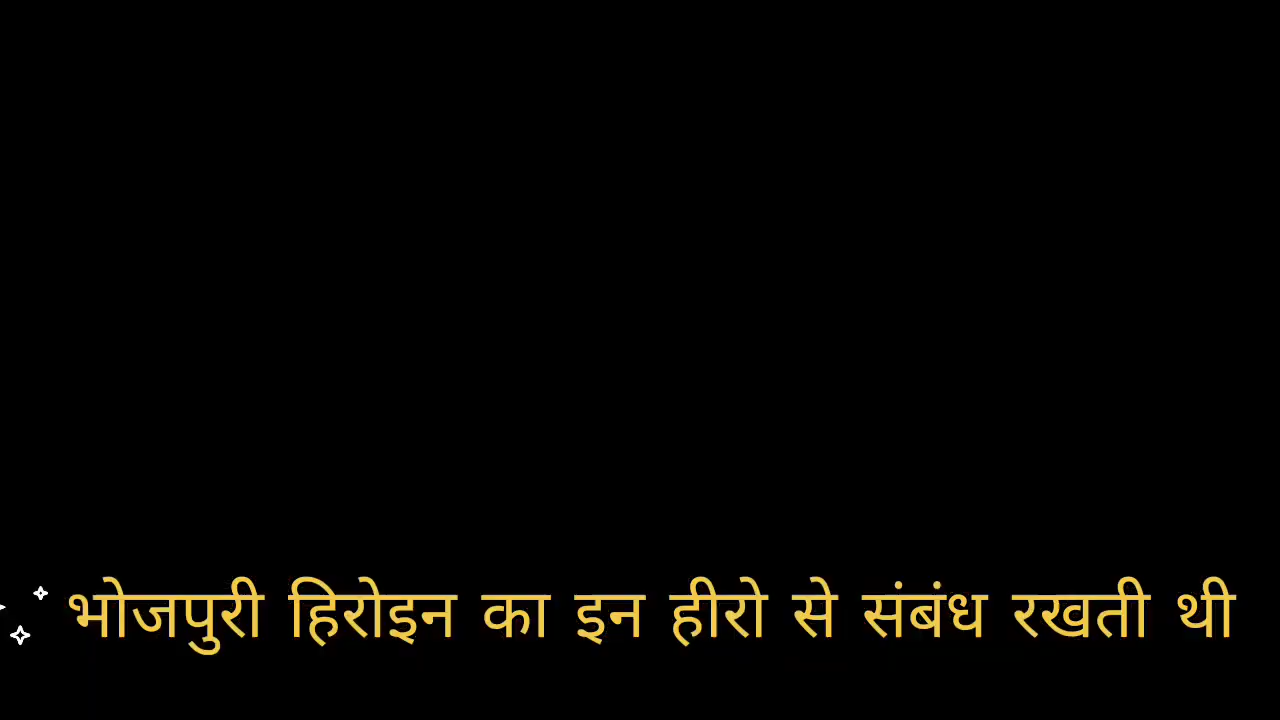 भोजपुरी हिरोइन का इन हीरो से संबंध रखती थी